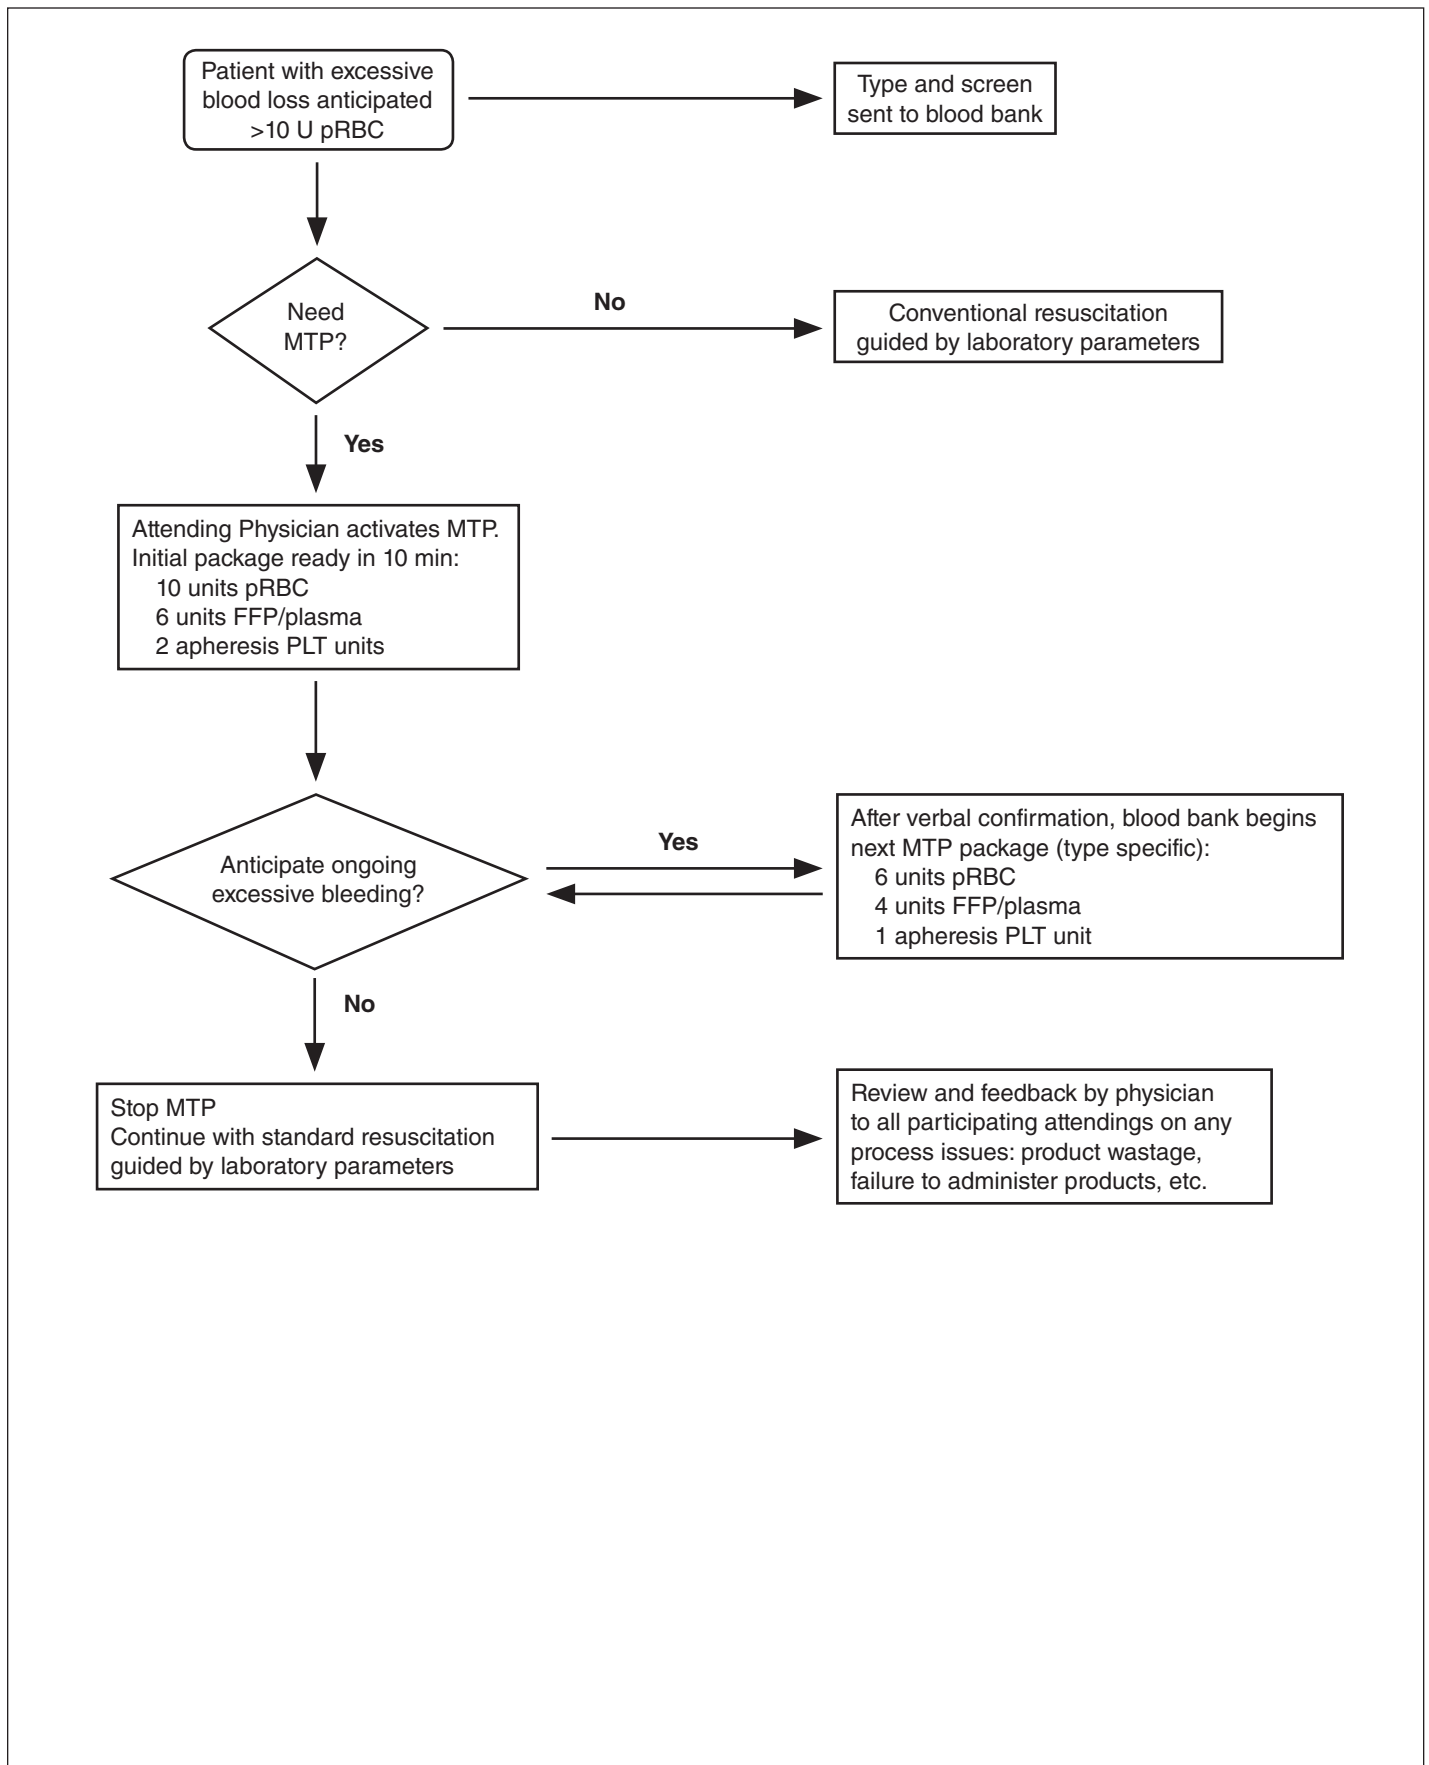 Patient with excessive
blood loss anticipated
>10 U pRBC
Type and screen
sent to blood bank
Need
MTP?
No
Conventional resuscitation
guided by laboratory parameters
Yes
Attending Physician activates MTP.
Initial package ready in 10 min:
10 units pRBC
6 units FFP/plasma
2 apheresis PLT units
Anticipate ongoing
excessive bleeding?
Yes
After verbal confirmation, blood bank begins
next MTP package (type specific):
6 units pRBC
4 units FFP/plasma
1 apheresis PLT unit
No
Stop MTP
Continue with standard resuscitation
guided by laboratory parameters
Review and feedback by physician
to all participating attendings on any
process issues: product wastage,
failure to administer products, etc.